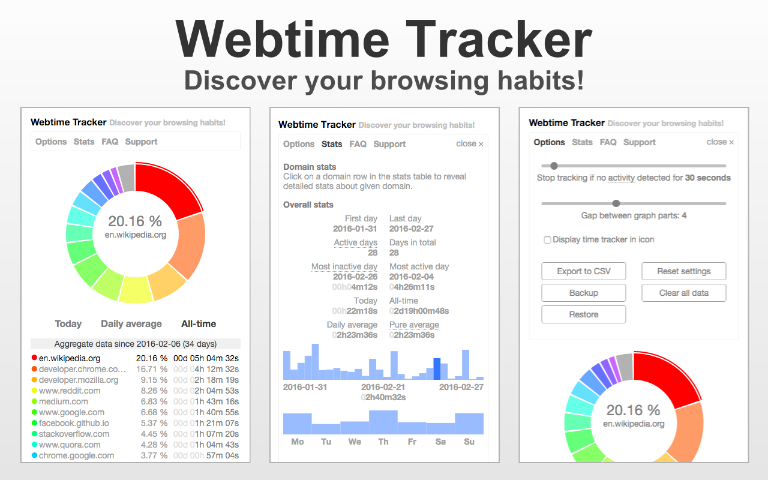 Webtime Tracker
Discover your browsing habits!
Webtime Tracker Discover your browsing habits!
Options Stats FAQ Support
20.16 %
en.wikipedia.org
Today Daily average All-time
Aggregate data since 2016-02-06 (34 days)
en.wikipedia.org 20.16 % 00d 05h 04m 32s
developer.chrome.co... 16.71 % 00d 04h 12m 32s
developer.mozilla.org 9.15 % 00d 02h 18m 19s
www.reddit.com 8.26 % 00d 02h 04m 53s
medium.com 6.83 % 00d 01h 43m 16s
www.google.com 6.68 % 00d 01h 40m 55s
facebook.github.io 5.37 % 00d 01h 21m 07s
stackoverflow.com 4.45 % 00d 01h 07m 20s
www.quora.com 4.28 % 00d 01h 04m 43s
chrome.google.com 3.77 % 00d 00h 57m 04s
Webtime Tracker Discover your browsing habits!
Options Stats FAQ Support close ×
Domain stats
Click on a domain row in the stats table to reveal
detailed stats about given domain.
Overall stats
First day Last day
2016-01-31 2016-02-27
Active days Days in total
28 28
Most inactive day Most active day
2016-02-26 2016-02-04
00h04m12s 04h26m11s
Today All-time
00h22m18s 02d19h00m48s
Daily average Pure average
02h23m36s 02h23m36s
2016-01-31 2016-02-21 2016-02-27
02h40m32s
Mo Tu We Th Fr Sa Su
Webtime Tracker Discover your browsing habits!
Options Stats FAQ Support close ×
Stop tracking if no activity detected for 30 seconds
Gap between graph parts: 4
Display time tracker in icon
Export to CSV Reset settings
Backup Clear all data
Restore
20.16 %
en.wikipedia.org